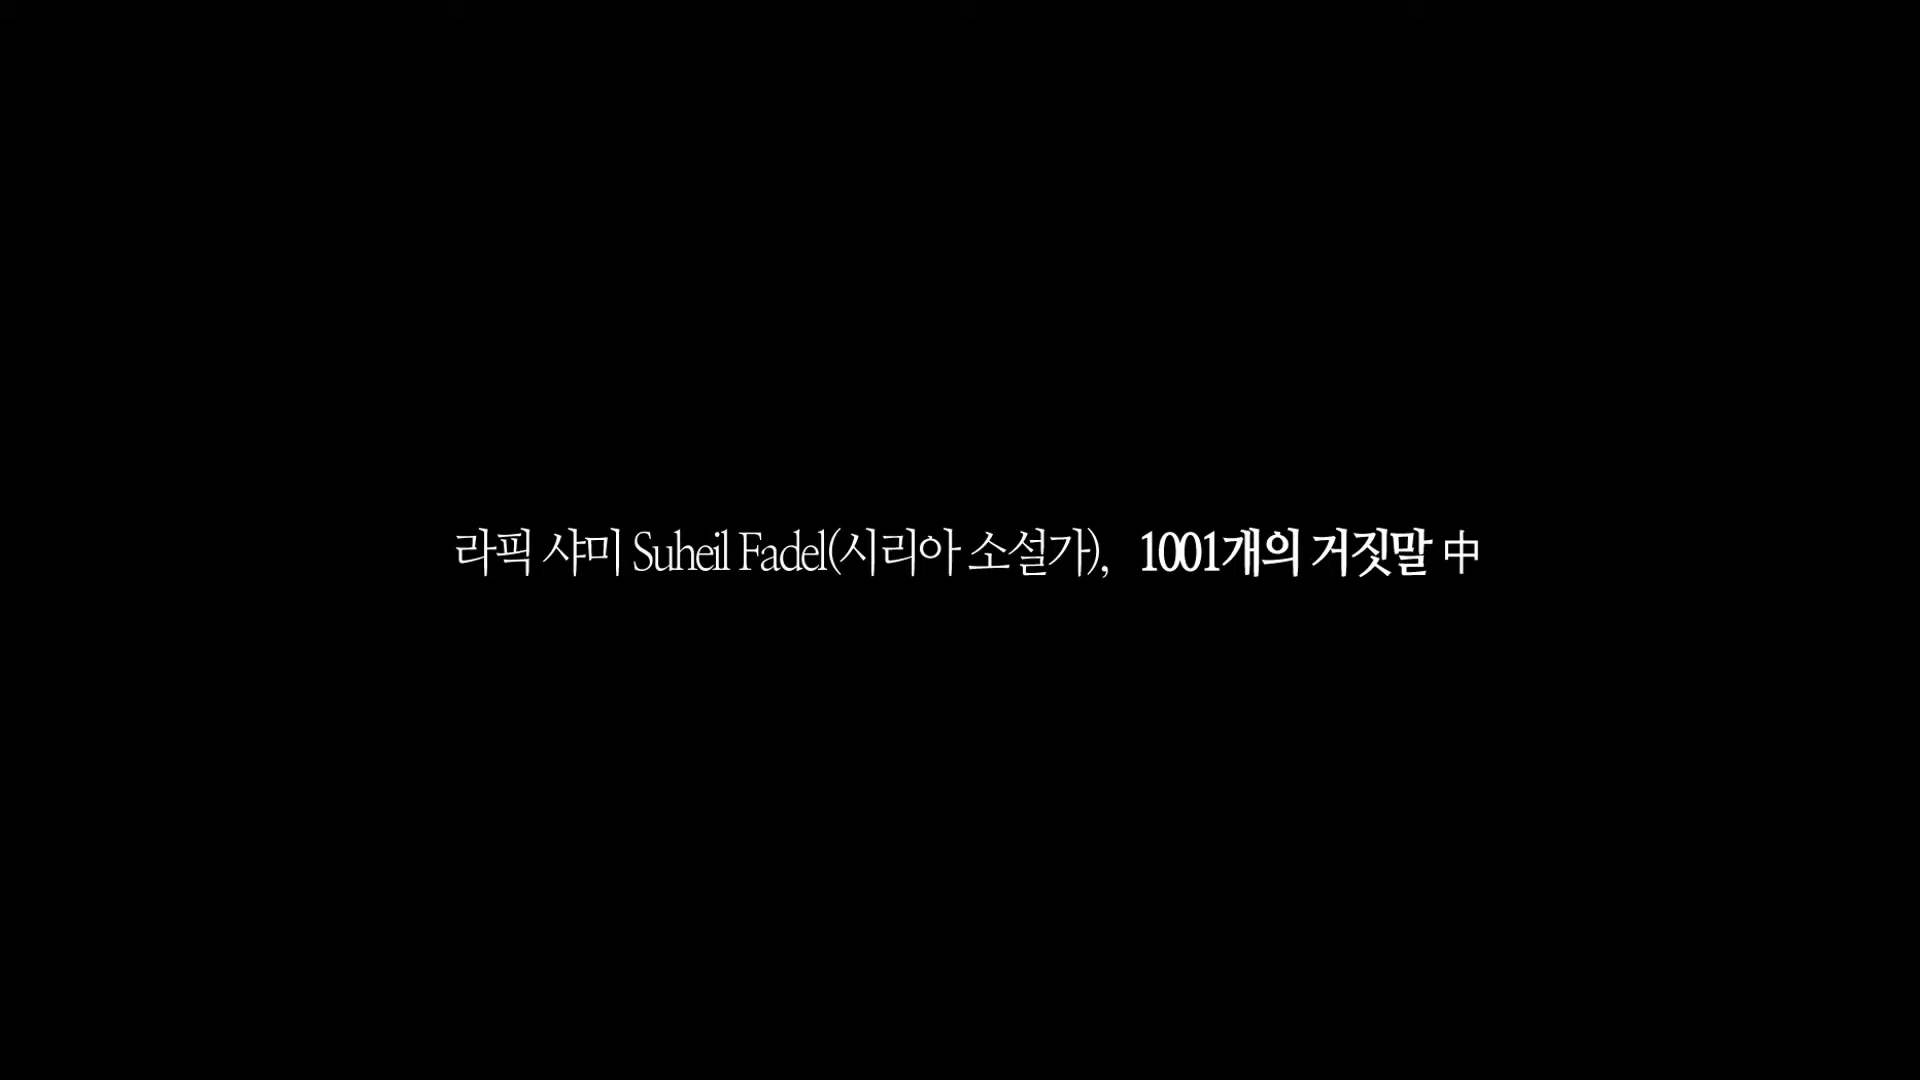 라픽 샤미 Suheil Fadel(시리아 소설가), 1001개의 거짓말 中